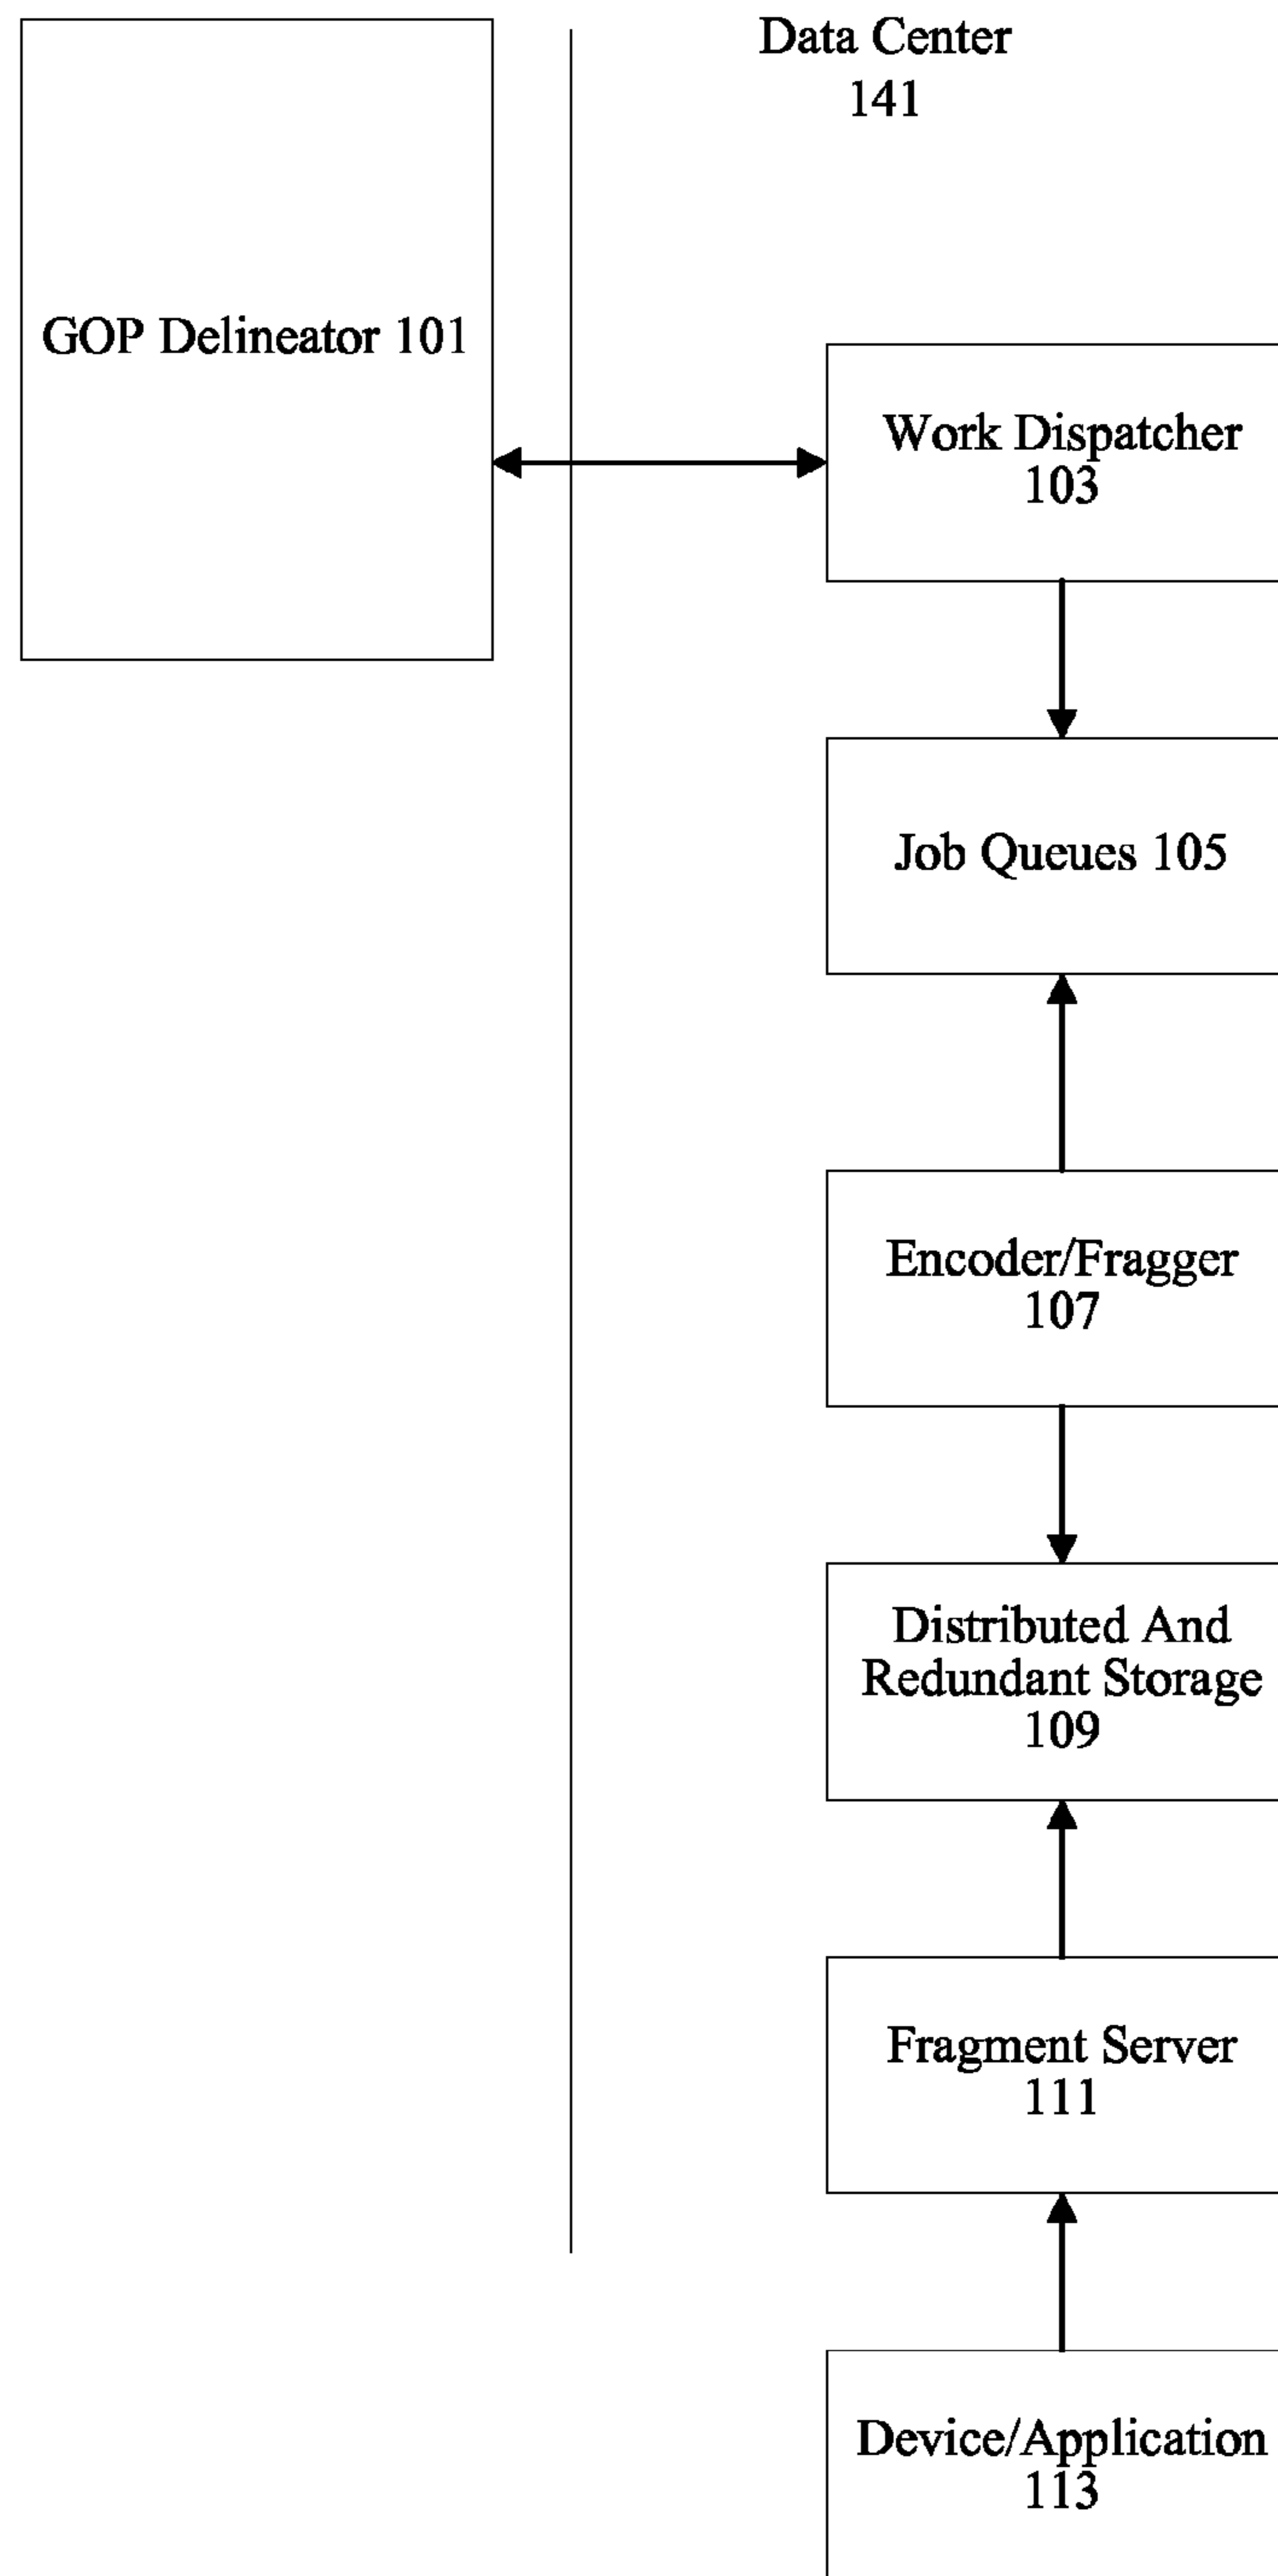 Data Center
141
GOP Delineator 101
Work Dispatcher
103
Job Queues 105
Encoder/Fragger
107
Distributed And
Redundant Storage
109
Fragment Server
111
Device/Application
113